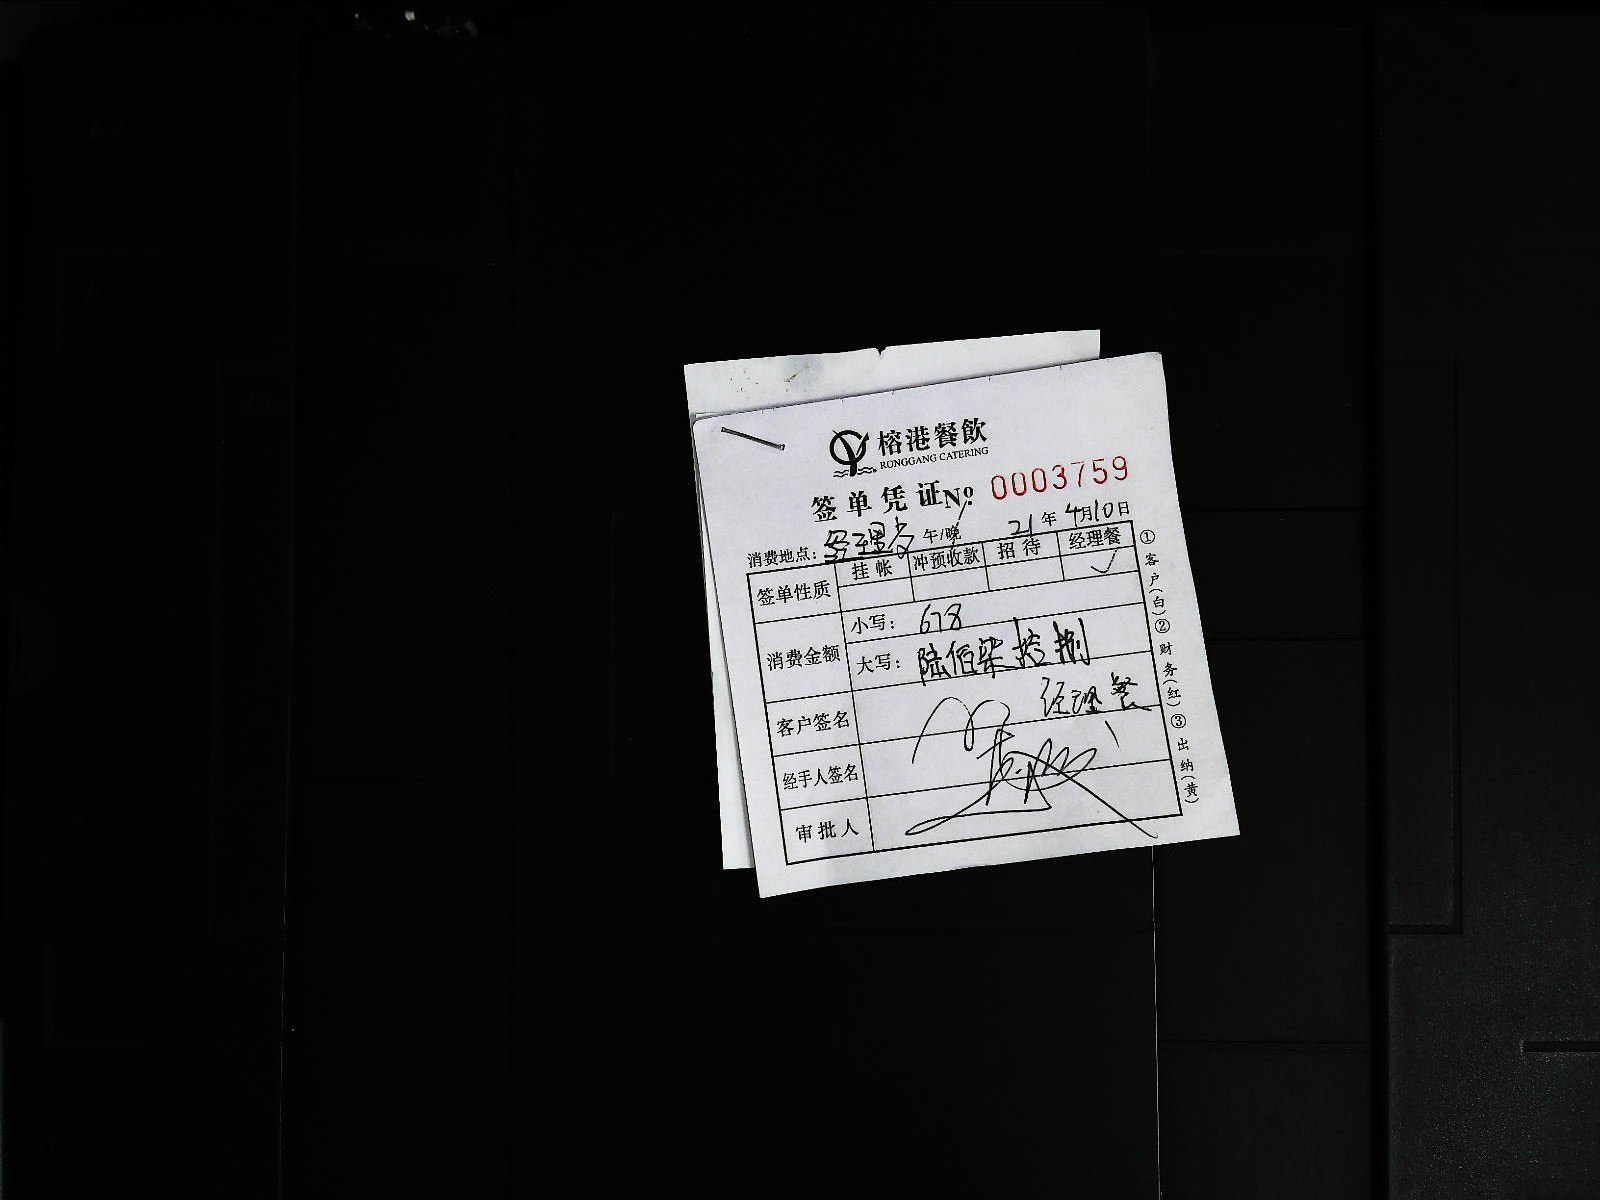 榕港餐飲
RONGGANG CATERING
签单凭证 No. 0003759
消费地点: 经理餐 午/晚 21年4月10日
签单性质 挂帐 冲预收款 招待 经理餐
✓
消费金额 小写: 678
大写: 陆佰柒拾捌
客户签名 经理餐
经手人签名
审批人
①客户(白)②财务(红)③出纳(黄)